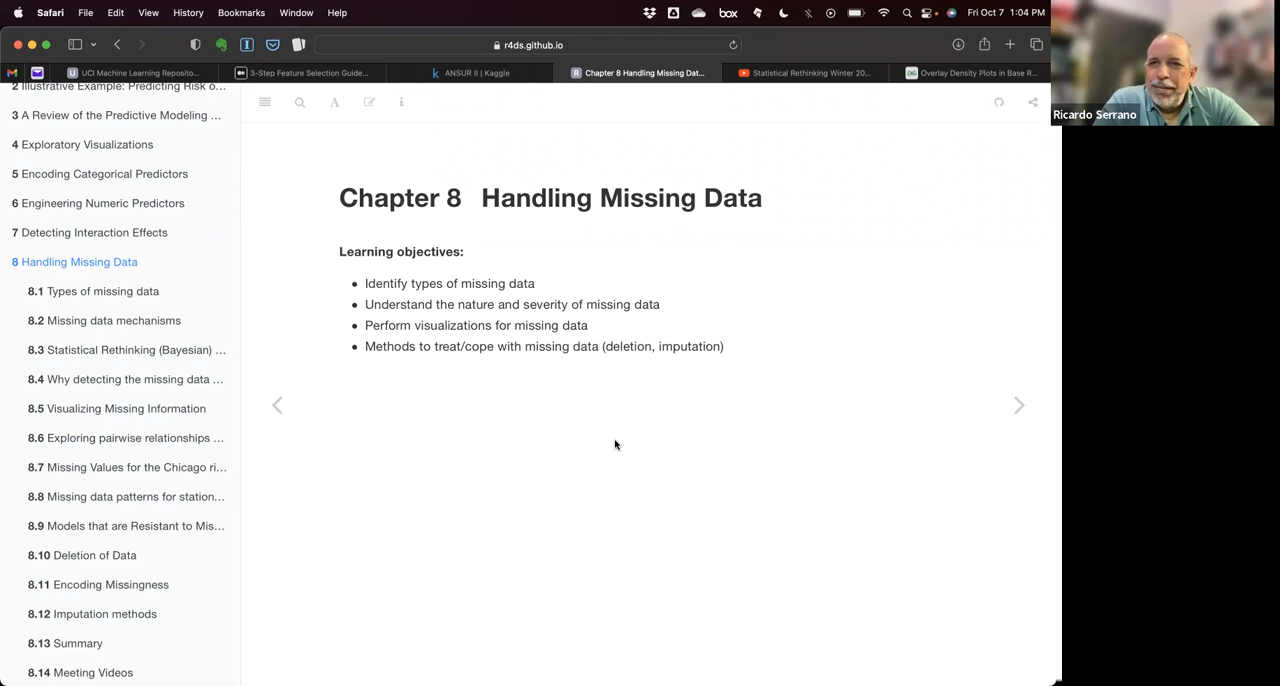 Safari File Edit View History Bookmarks Window Help box Fri Oct 7 1:04 PM
r4ds.github.io
UCI Machine Learning Reposito... 3-Step Feature Selection Guide... ANSUR II | Kaggle Chapter 8 Handling Missing Dat... Statistical Rethinking Winter 20... Overlay Density Plots in Base R...
Ricardo Serrano
2 Illustrative Example: Predicting Risk o...
3 A Review of the Predictive Modeling ...
4 Exploratory Visualizations
5 Encoding Categorical Predictors
6 Engineering Numeric Predictors
7 Detecting Interaction Effects
8 Handling Missing Data
8.1 Types of missing data
8.2 Missing data mechanisms
8.3 Statistical Rethinking (Bayesian) ...
8.4 Why detecting the missing data ...
8.5 Visualizing Missing Information
8.6 Exploring pairwise relationships ...
8.7 Missing Values for the Chicago ri...
8.8 Missing data patterns for station...
8.9 Models that are Resistant to Mis...
8.10 Deletion of Data
8.11 Encoding Missingness
8.12 Imputation methods
8.13 Summary
8.14 Meeting Videos
Chapter 8 Handling Missing Data
Learning objectives:
• Identify types of missing data
• Understand the nature and severity of missing data
• Perform visualizations for missing data
• Methods to treat/cope with missing data (deletion, imputation)